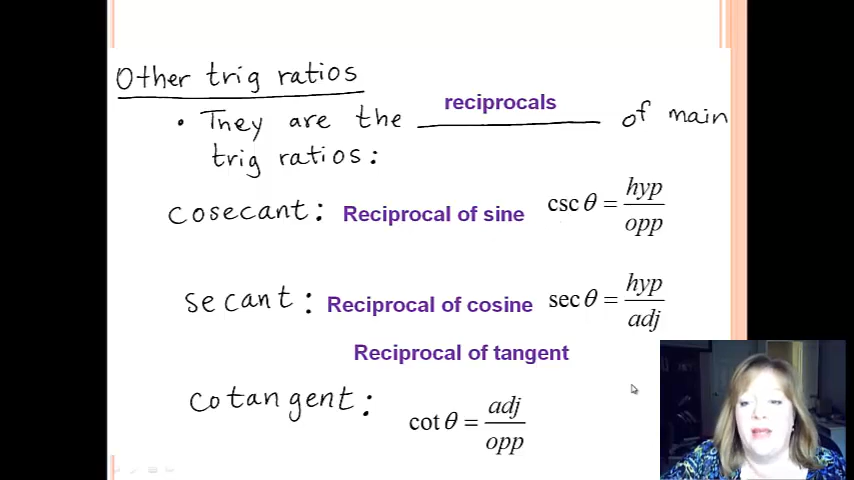 Other trig ratios
• They are the reciprocals of main
trig ratios:
cosecant: Reciprocal of sine csc θ = hyp/opp
secant: Reciprocal of cosine sec θ = hyp/adj
Reciprocal of tangent
cotangent: cot θ = adj/opp